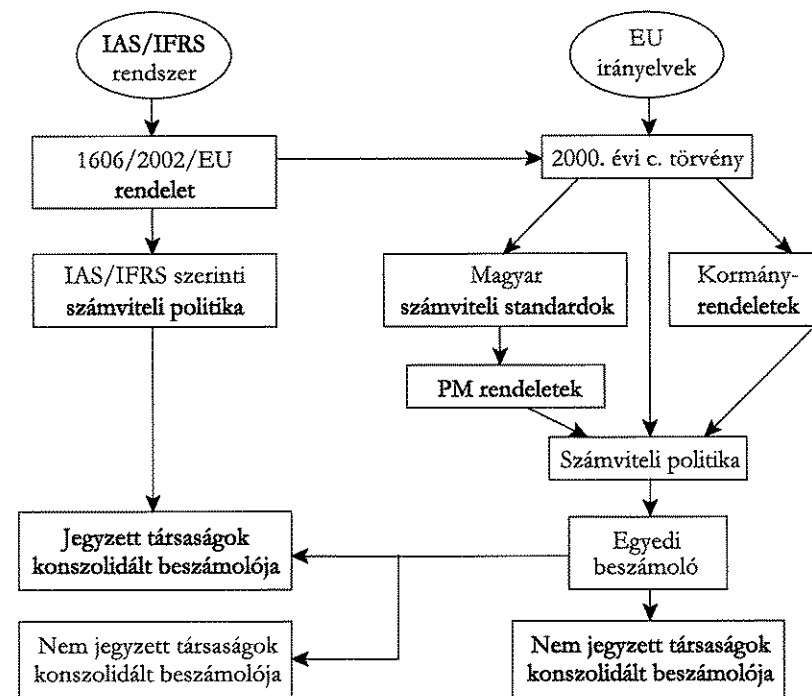 IAS/IFRS
rendszer
EU
irányelvek
1606/2002/EU
rendelet
2000. évi c. törvény
IAS/IFRS szerinti
számviteli politika
Magyar
számviteli standardok
Kormány-
rendeletek
PM rendeletek
Számviteli politika
Jegyzett társaságok
konszolidált beszámolója
Egyedi
beszámoló
Nem jegyzett társaságok
konszolidált beszámolója
Nem jegyzett társaságok
konszolidált beszámolója